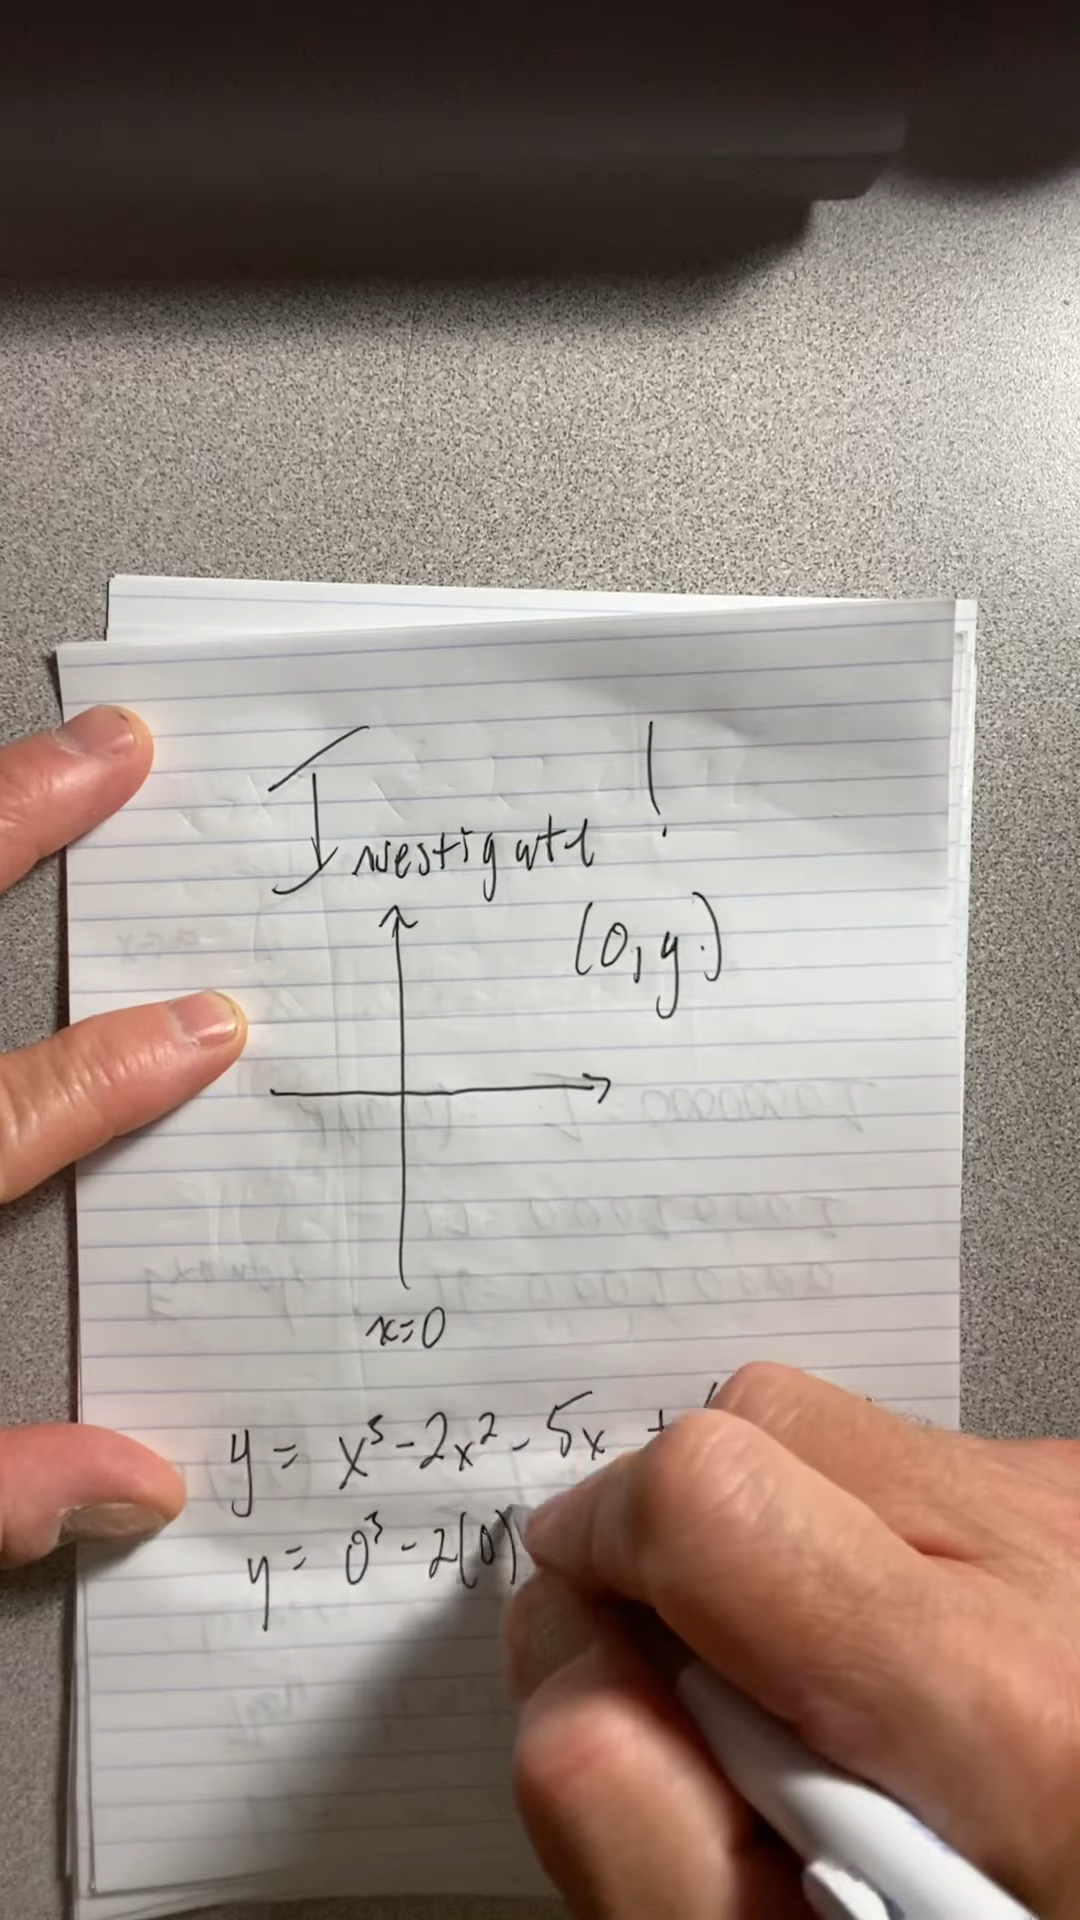 Investigate !
(0, y.)
x=0
y = x³ - 2x² - 5x +
y = 0³ - 2(0)